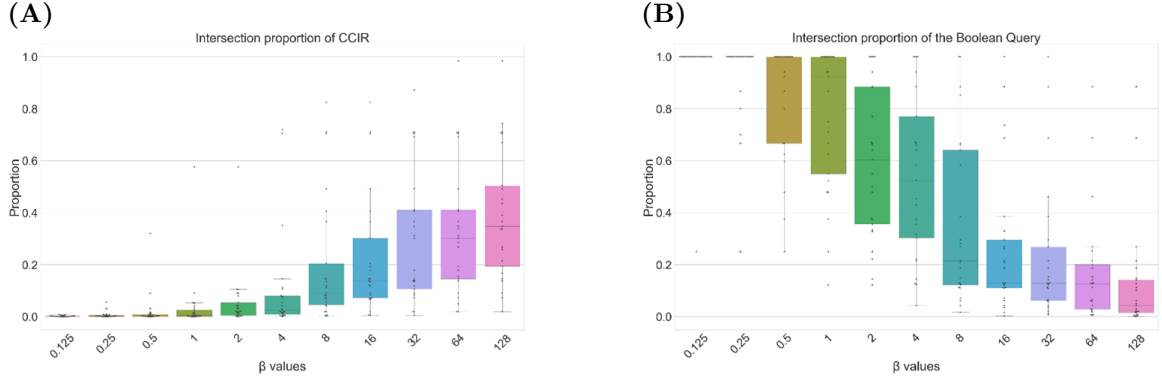 (A)
Intersection proportion of CCIR
Proportion
1.0
0.8
0.6
0.4
0.2
0.0
0.125 0.25 0.5 1 2 4 8 16 32 64 128
β values
(B)
Intersection proportion of the Boolean Query
Proportion
1.0
0.8
0.6
0.4
0.2
0.0
0.125 0.25 0.5 1 2 4 8 16 32 64 128
β values